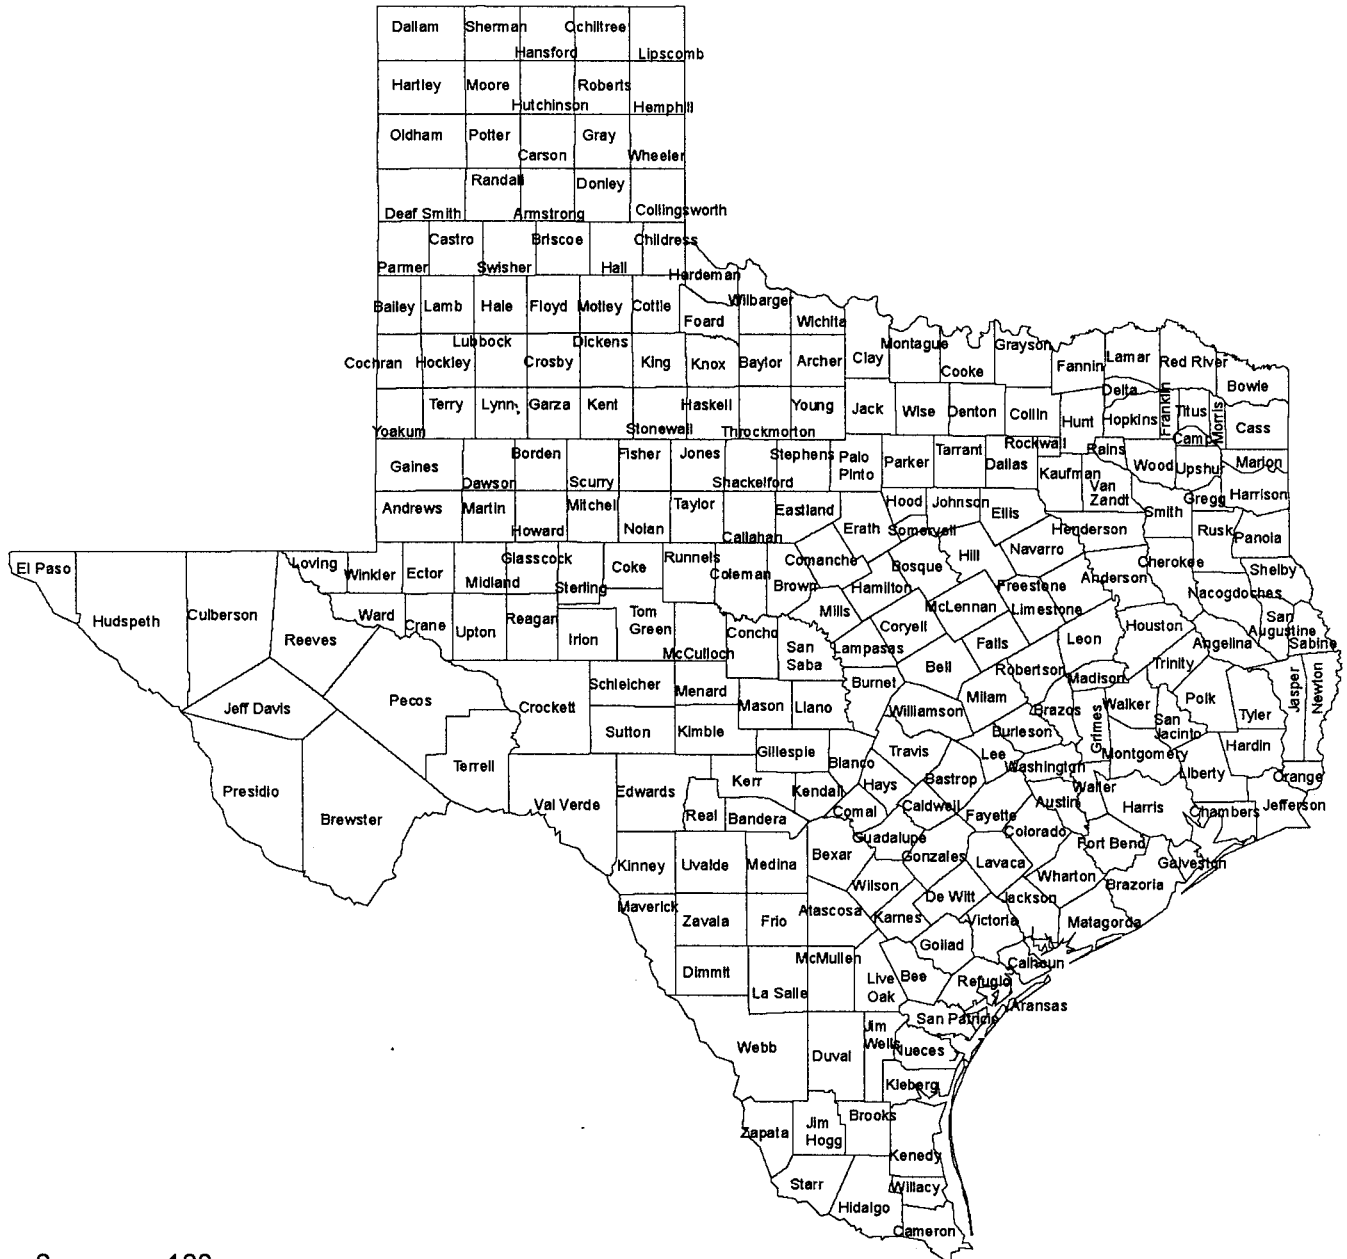 Dallam
Sherman
Ochiltree
Hansford
Lipscomb
Hartley
Moore
Roberts
Hutchinson
Hemphill
Oldham
Potter
Gray
Carson
Wheeler
Randall
Donley
Deaf Smith
Armstrong
Collingsworth
Castro
Briscoe
Childress
Parmer
Swisher
Hall
Hardeman
Bailey
Lamb
Hale
Floyd
Motley
Cottle
Wilbarger
Foard
Wichita
Lubbock
Dickens
Cochran
Hockley
Crosby
King
Knox
Baylor
Archer
Clay
Montague
Cooke
Grayson
Fannin
Lamar
Red River
Bowie
Delta
Terry
Lynn
Garza
Kent
Haskell
Young
Jack
Wise
Denton
Collin
Hunt
Hopkins
Franklin
Titus
Morris
Cass
Yoakum
Stonewall
Throckmorton
Camp
Rockwall
Rains
Gaines
Borden
Fisher
Jones
Stephens
Palo
Pinto
Parker
Tarrant
Dallas
Kaufman
Van
Zandt
Wood
Upshur
Marion
Dawson
Scurry
Shackelford
Andrews
Martin
Mitchell
Taylor
Eastland
Hood
Johnson
Ellis
Smith
Gregg
Harrison
Howard
Nolan
Callahan
Erath
Somervell
Henderson
Rusk
Panola
El Paso
Loving
Winkler
Ector
Glasscock
Midland
Sterling
Coke
Runnels
Coleman
Comanche
Brown
Bosque
Hill
Navarro
Cherokee
Shelby
Hamilton
Freestone
Anderson
Nacogdoches
Hudspeth
Culberson
Reeves
Ward
Crane
Upton
Reagan
Irion
Tom
Green
Concho
Mills
Coryell
McLennan
Limestone
Houston
San
Augustine
Sabine
McCulloch
San
Saba
Lampasas
Falls
Leon
Angelina
Trinity
Bell
Robertson
Madison
Burnet
Jeff Davis
Pecos
Crockett
Schleicher
Menard
Mason
Llano
Williamson
Milam
Brazos
Grimes
Walker
San
Jacinto
Polk
Tyler
Jasper
Newton
Sutton
Kimble
Burleson
Gillespie
Travis
Lee
Washington
Montgomery
Hardin
Blanco
Terrell
Kerr
Hays
Bastrop
Waller
Liberty
Orange
Presidio
Brewster
Val Verde
Edwards
Real
Bandera
Kendall
Comal
Caldwell
Fayette
Austin
Harris
Chambers
Jefferson
Guadalupe
Colorado
Fort Bend
Galveston
Kinney
Uvalde
Medina
Bexar
Gonzales
Lavaca
Wharton
Brazoria
Wilson
De Witt
Jackson
Maverick
Zavala
Frio
Atascosa
Karnes
Victoria
Matagorda
Goliad
Dimmit
La Salle
McMullen
Live
Oak
Bee
Refugio
Calhoun
Aransas
San Patricio
Webb
Duval
Jim
Wells
Nueces
Kleberg
Zapata
Jim
Hogg
Brooks
Kenedy
Starr
Hidalgo
Willacy
Cameron